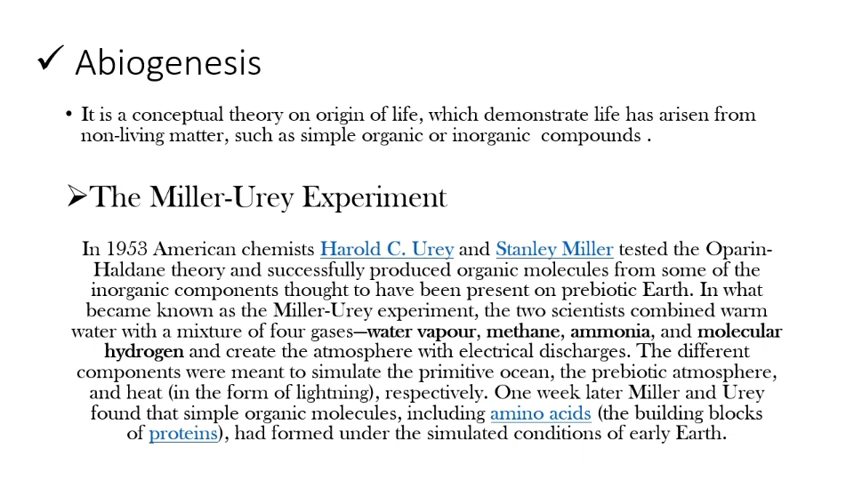 ✓ Abiogenesis
• It is a conceptual theory on origin of life, which demonstrate life has arisen from
non-living matter, such as simple organic or inorganic compounds .
➢The Miller-Urey Experiment
In 1953 American chemists Harold C. Urey and Stanley Miller tested the Oparin-
Haldane theory and successfully produced organic molecules from some of the
inorganic components thought to have been present on prebiotic Earth. In what
became known as the Miller-Urey experiment, the two scientists combined warm
water with a mixture of four gases—water vapour, methane, ammonia, and molecular
hydrogen and create the atmosphere with electrical discharges. The different
components were meant to simulate the primitive ocean, the prebiotic atmosphere,
and heat (in the form of lightning), respectively. One week later Miller and Urey
found that simple organic molecules, including amino acids (the building blocks
of proteins), had formed under the simulated conditions of early Earth.